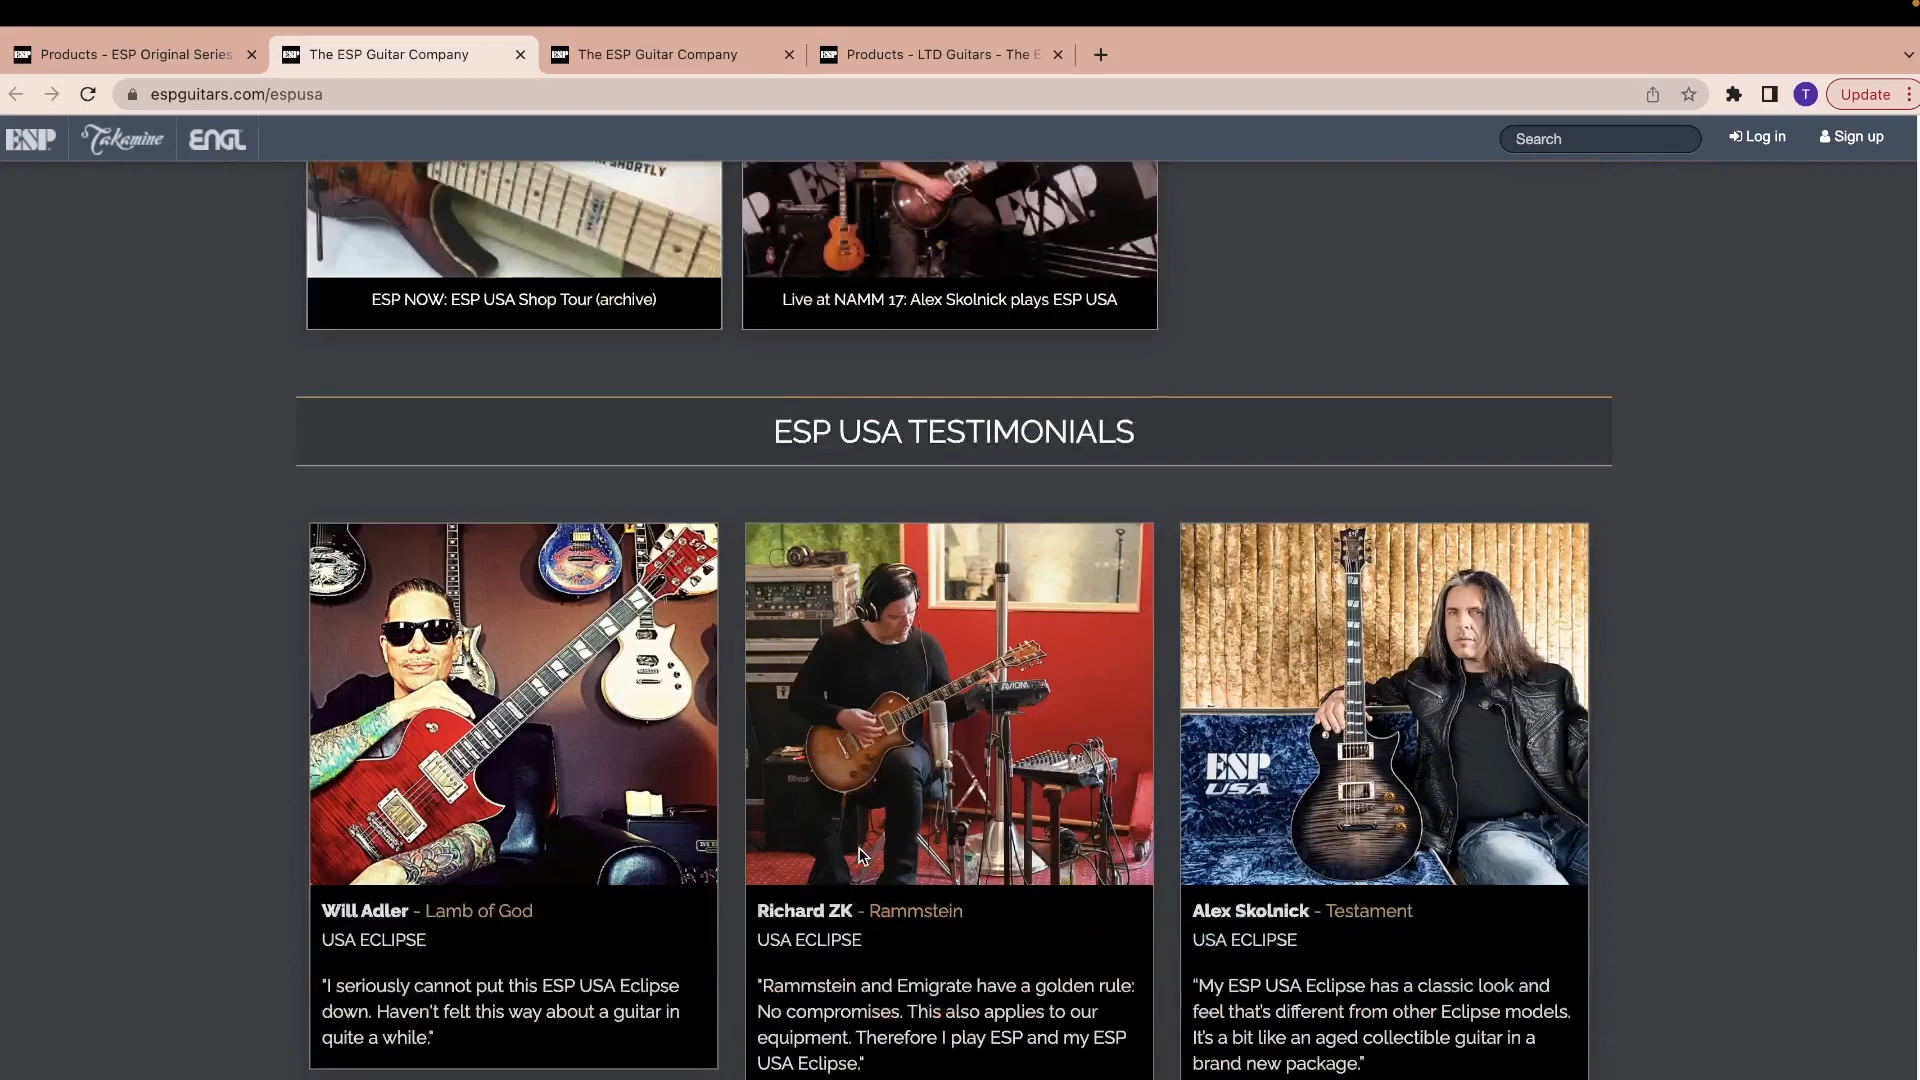 Products - ESP Original Series
The ESP Guitar Company
The ESP Guitar Company
Products - LTD Guitars - The E
espguitars.com/espusa
T
Update
ESP
Takamine
ENGL
Search
Log in
Sign up
SHORTLY
ESP NOW: ESP USA Shop Tour (archive)
Live at NAMM 17: Alex Skolnick plays ESP USA
ESP USA TESTIMONIALS
AVIOM
ESP
USA
Will Adler - Lamb of God
USA ECLIPSE
"I seriously cannot put this ESP USA Eclipse
down. Haven't felt this way about a guitar in
quite a while."
Richard ZK - Rammstein
USA ECLIPSE
"Rammstein and Emigrate have a golden rule:
No compromises. This also applies to our
equipment. Therefore I play ESP and my ESP
USA Eclipse."
Alex Skolnick - Testament
USA ECLIPSE
“My ESP USA Eclipse has a classic look and
feel that’s different from other Eclipse models.
It’s a bit like an aged collectible guitar in a
brand new package.”